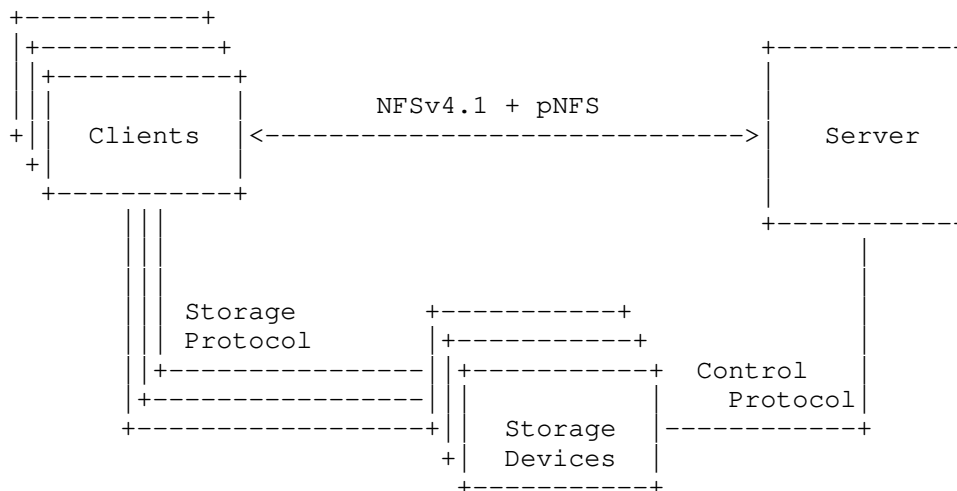 NFSv4.1 + pNFS
Clients
Server
Storage
Protocol
Control
Protocol
Storage
Devices